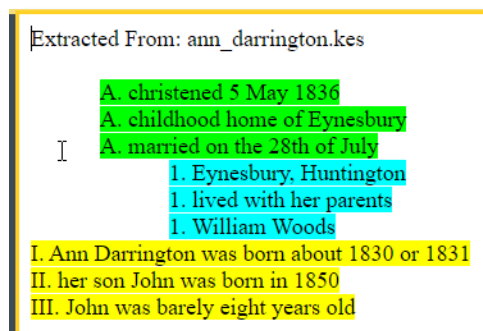 Extracted From: ann_darrington.kes
A. christened 5 May 1836
A. childhood home of Eynesbury
A. married on the 28th of July
1. Eynesbury, Huntington
1. lived with her parents
1. William Woods
I. Ann Darrington was born about 1830 or 1831
II. her son John was born in 1850
III. John was barely eight years old